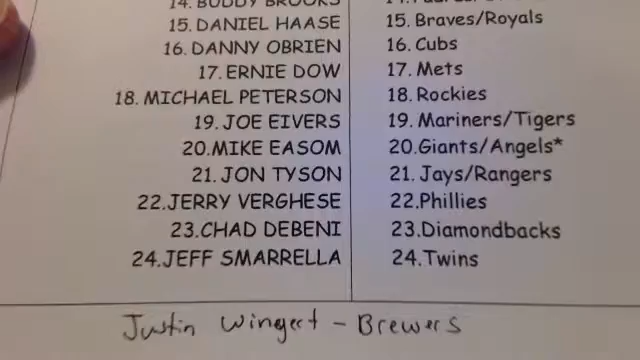 14. BUDDY BROOKS
15. DANIEL HAASE 15. Braves/Royals
16. DANNY OBRIEN 16. Cubs
17. ERNIE DOW 17. Mets
18. MICHAEL PETERSON 18. Rockies
19. JOE EIVERS 19. Mariners/Tigers
20.MIKE EASOM 20.Giants/Angels*
21. JON TYSON 21. Jays/Rangers
22.JERRY VERGHESE 22.Phillies
23.CHAD DEBENI 23.Diamondbacks
24.JEFF SMARRELLA 24.Twins
Justin Wingert - Brewers